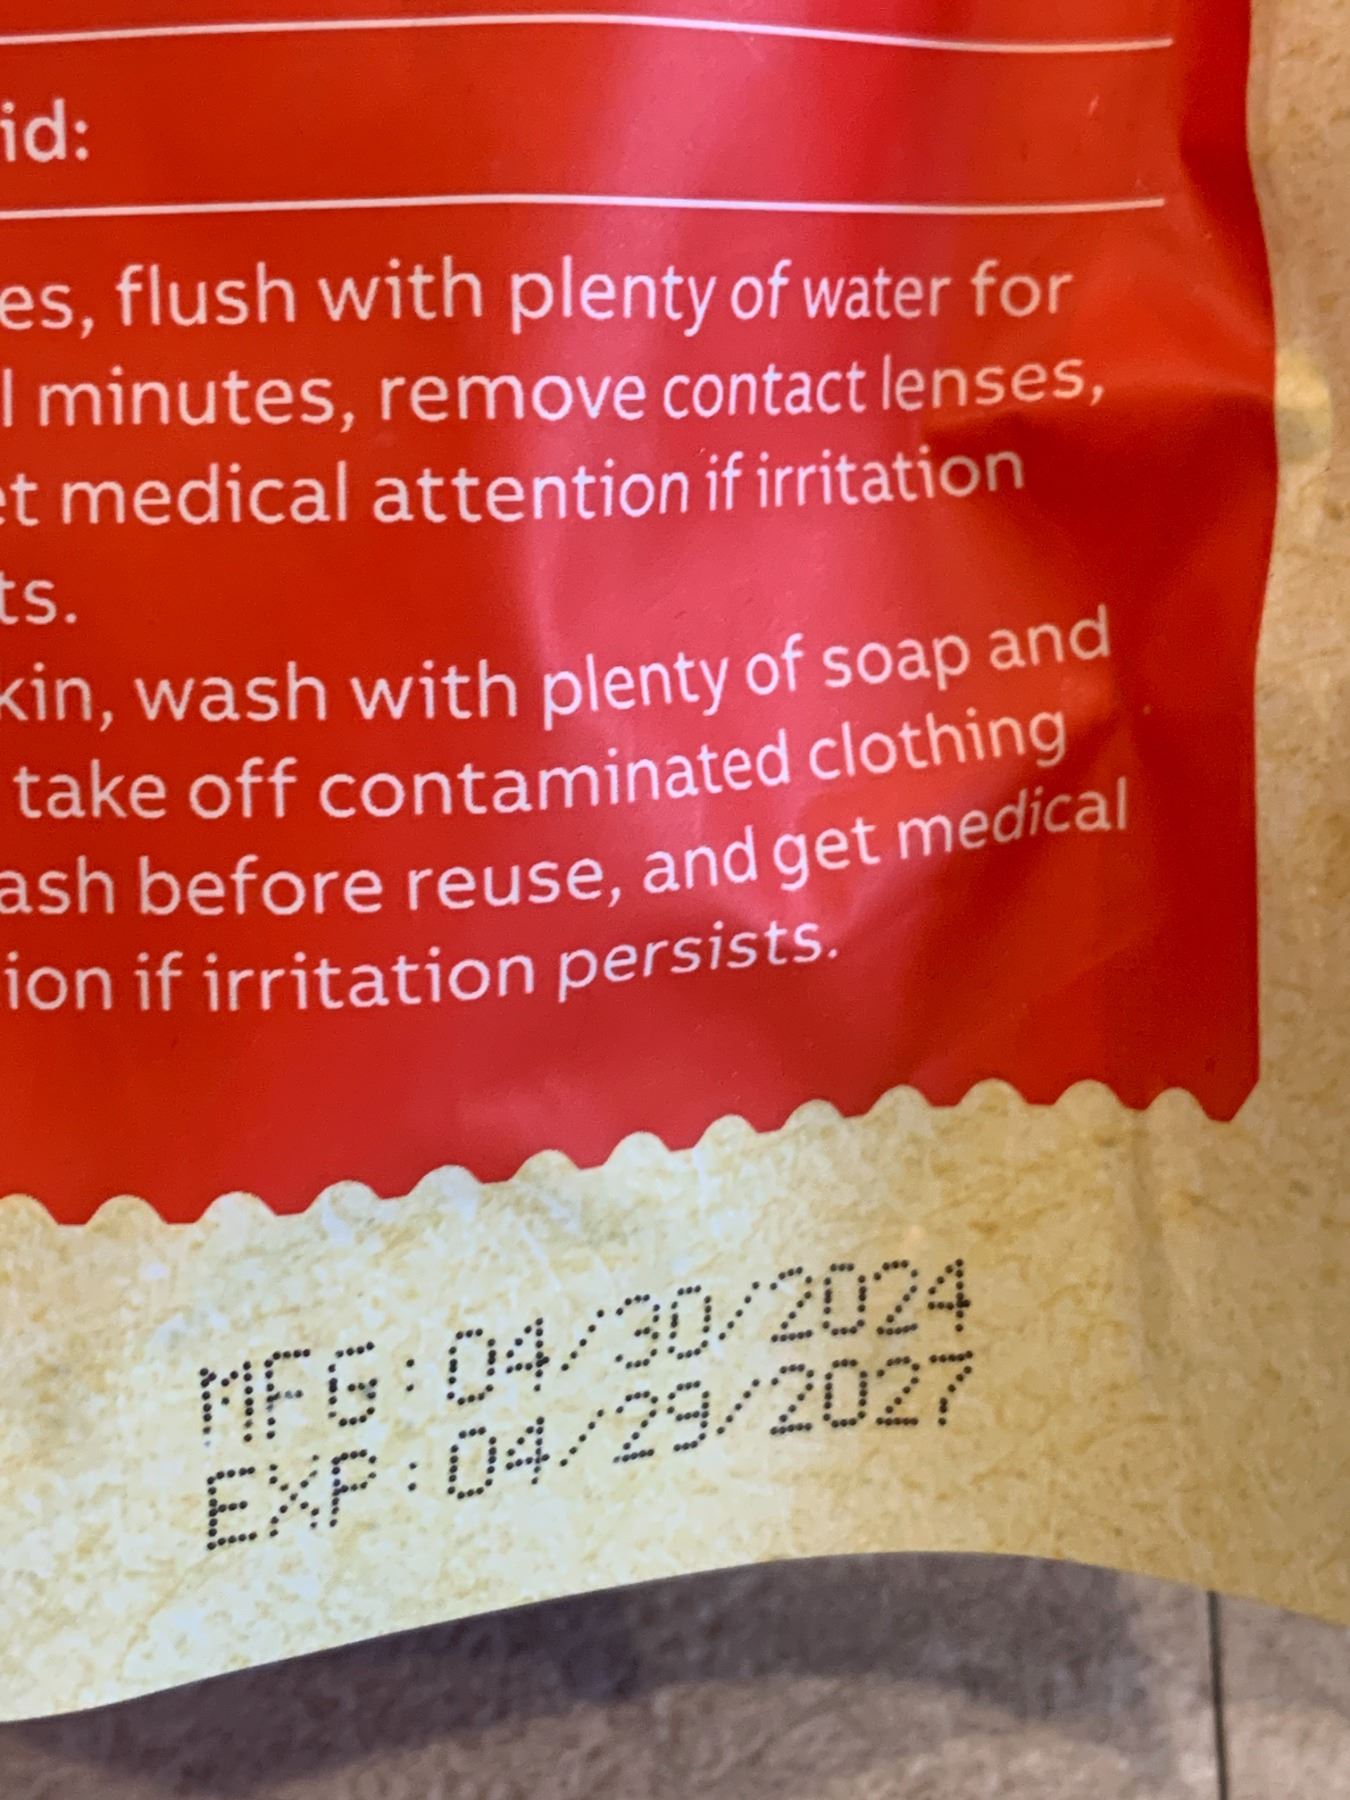 id:
es, flush with plenty of water for
l minutes, remove contact lenses,
et medical attention if irritation
ts.
kin, wash with plenty of soap and
take off contaminated clothing
ash before reuse, and get medical
ion if irritation persists.
MFG:04/30/2024
EXP:04/29/2027